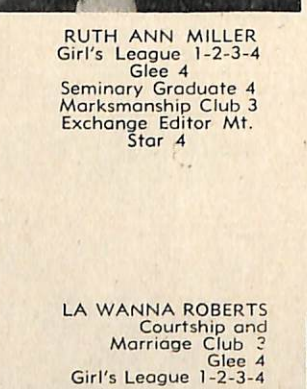 RUTH ANN MILLER
Girl's League 1-2-3-4
Glee 4
Seminary Graduate 4
Marksmanship Club 3
Exchange Editor Mt.
Star 4
LA WANNA ROBERTS
Courtship and
Marriage Club 3
Glee 4
Girl's League 1-2-3-4